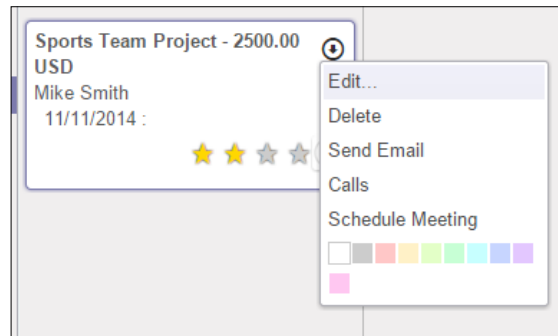 Sports Team Project - 2500.00
USD
Mike Smith
11/11/2014 :
Edit...
Delete
Send Email
Calls
Schedule Meeting